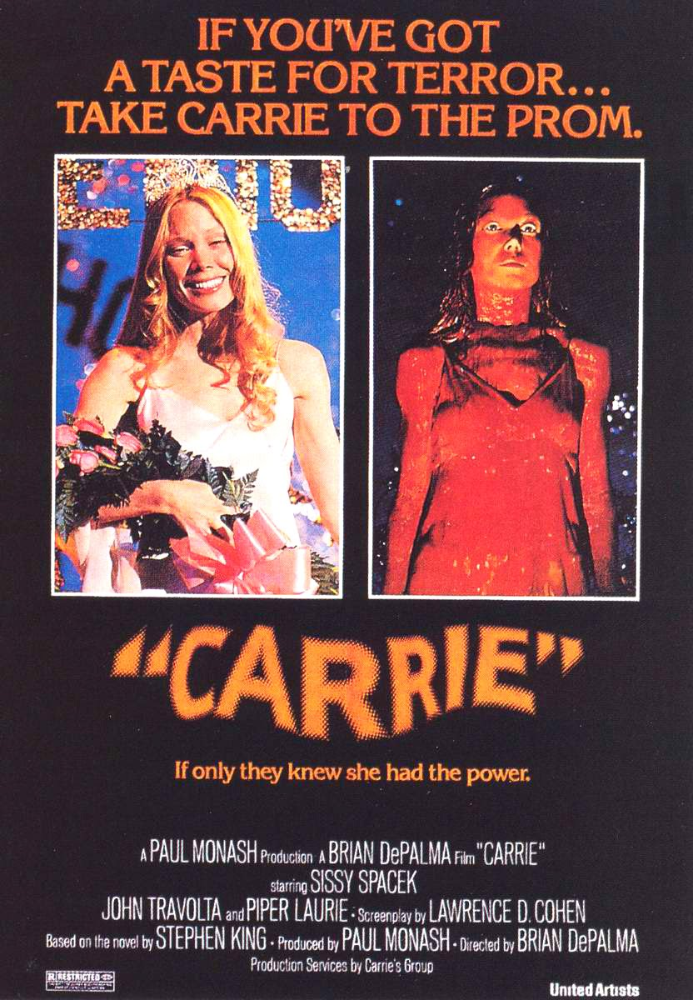 IF YOU'VE GOT
A TASTE FOR TERROR...
TAKE CARRIE TO THE PROM.
"CARRIE"
If only they knew she had the power.
A PAUL MONASH Production A BRIAN DePALMA Film "CARRIE"
starring SISSY SPACEK
JOHN TRAVOLTA and PIPER LAURIE · Screenplay by LAWRENCE D. COHEN
Based on the novel by STEPHEN KING · Produced by PAUL MONASH · Directed by BRIAN DePALMA
Production Services by Carrie's Group
R RESTRICTED
United Artists